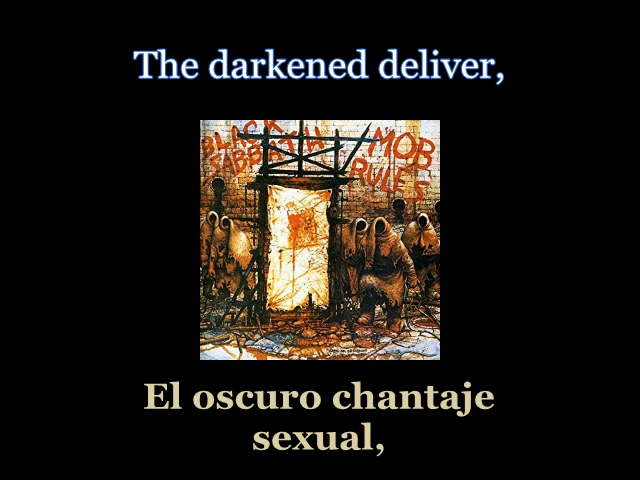 The darkened deliver,
BLACK MOB
SABBATH RULES
El oscuro chantaje
sexual,